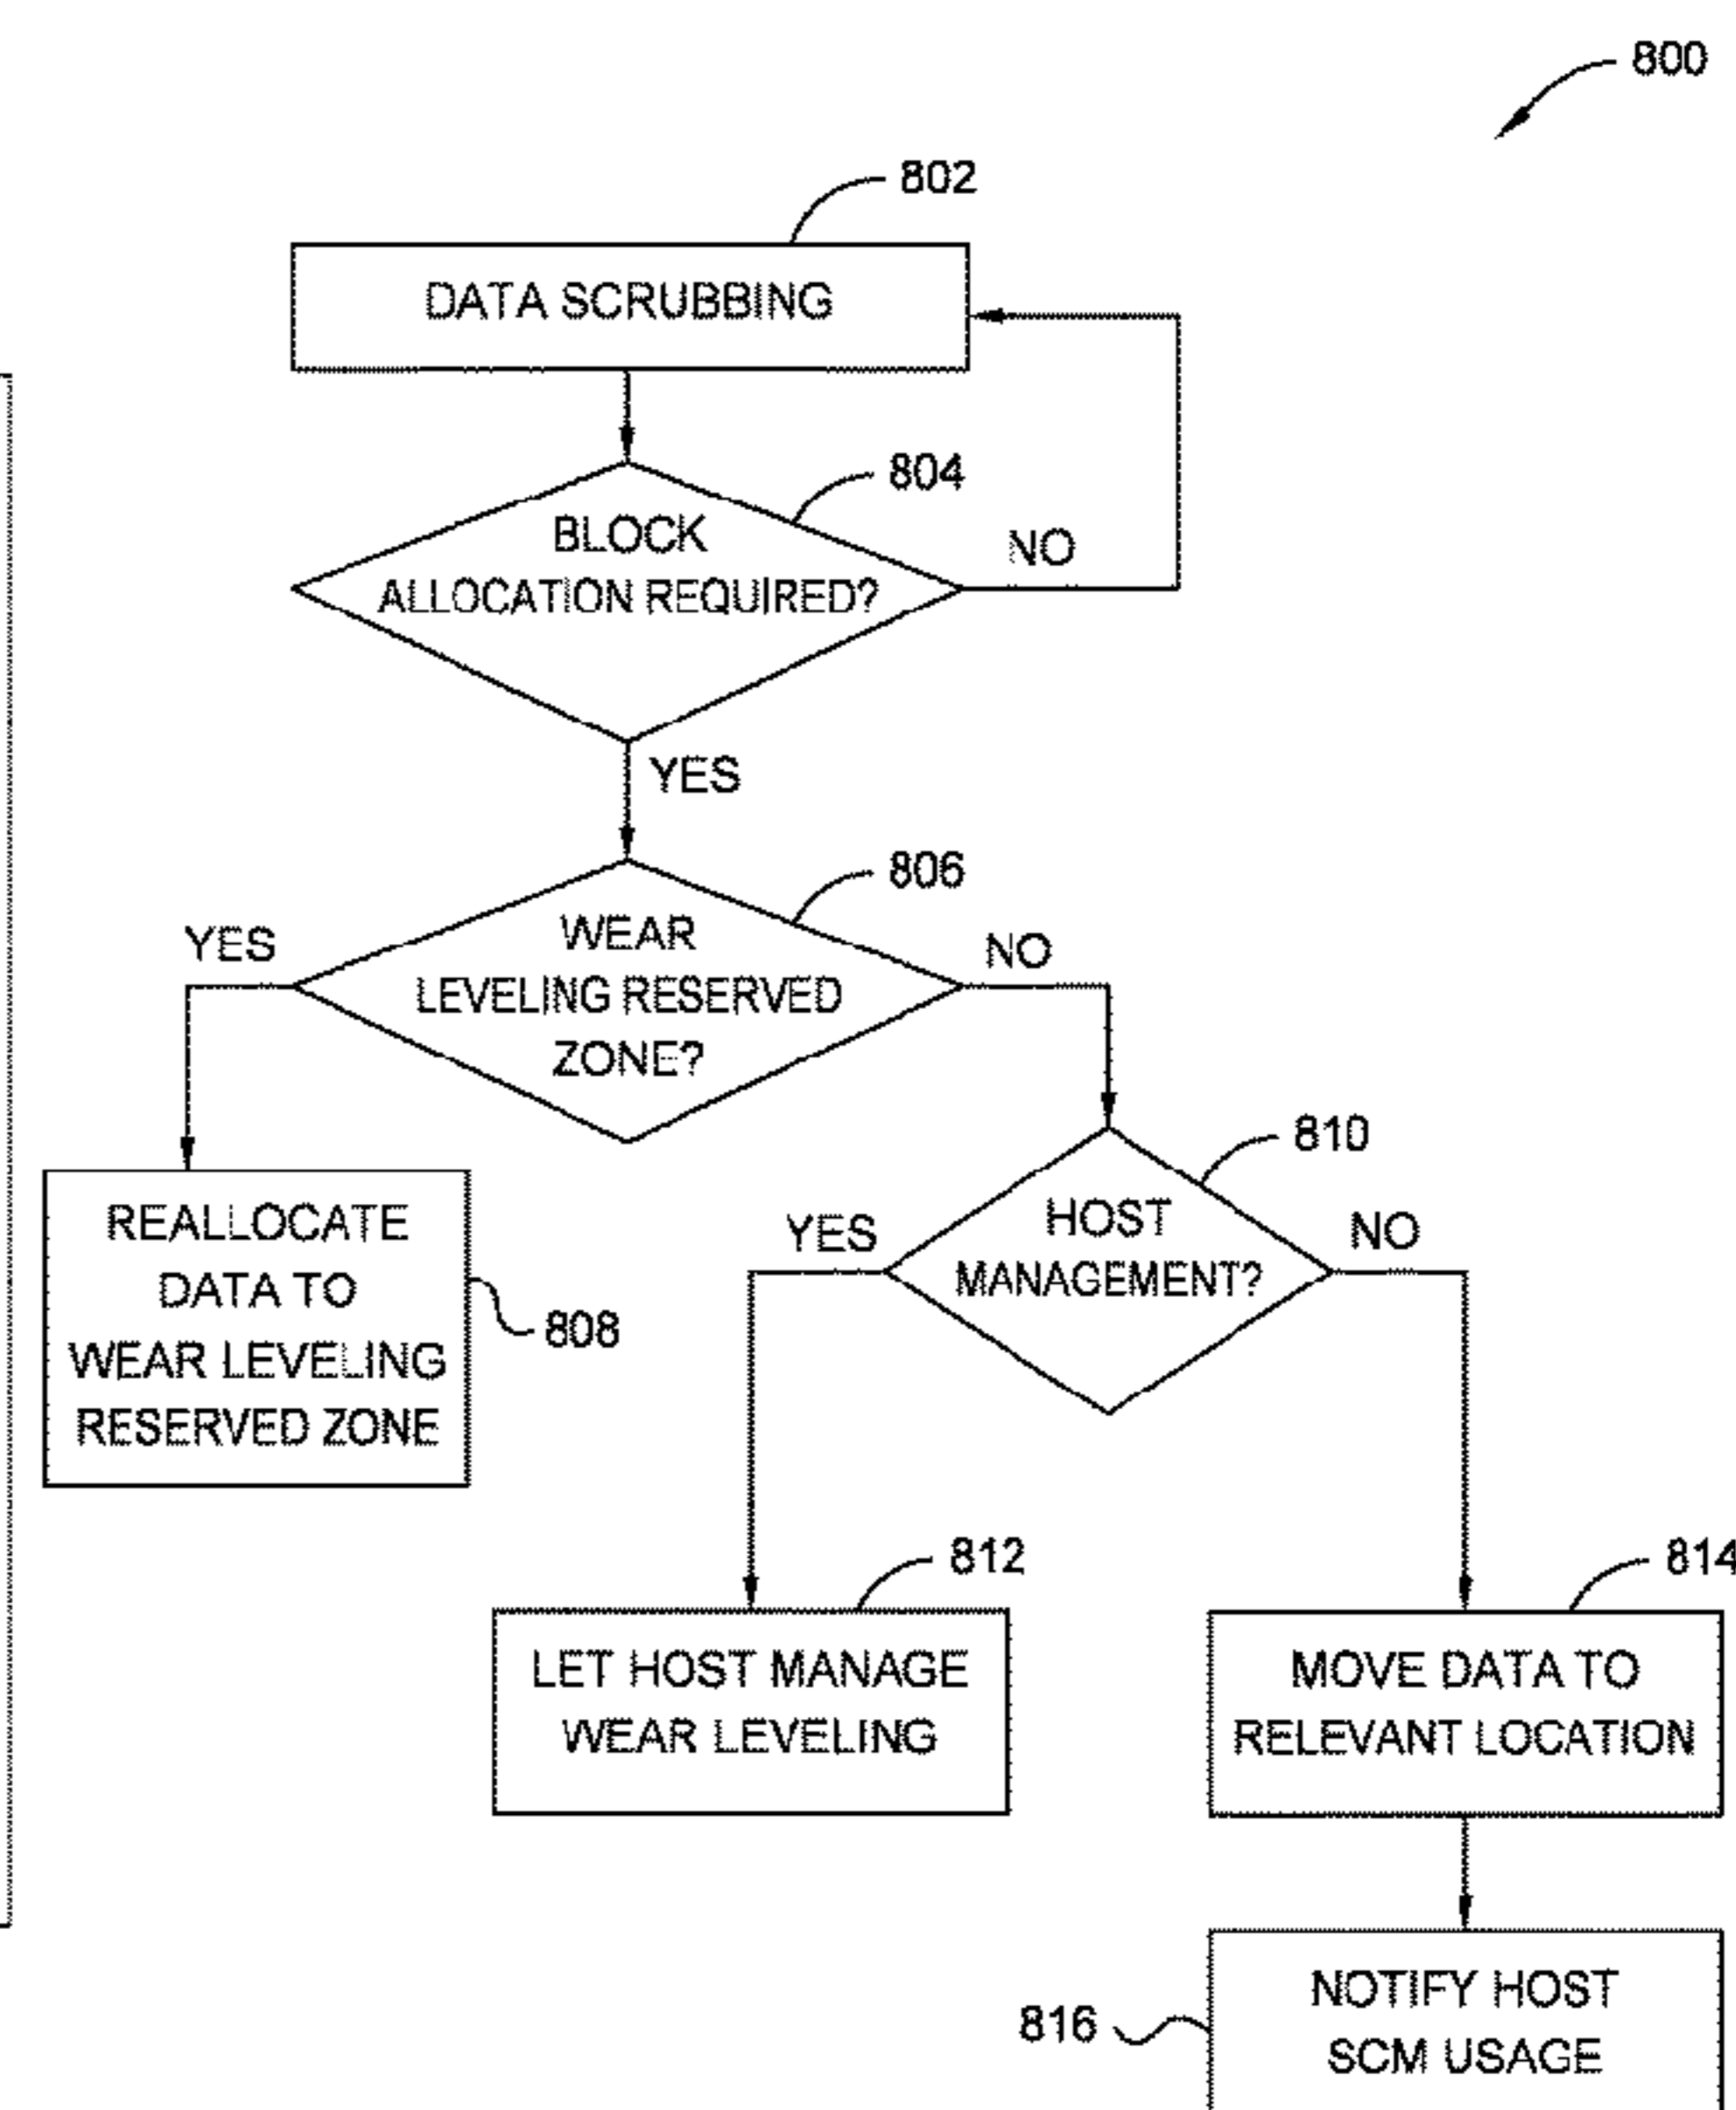 800
802
DATA SCRUBBING
804
BLOCK
ALLOCATION REQUIRED?
NO
YES
806
WEAR
LEVELING RESERVED
ZONE?
YES
NO
REALLOCATE
DATA TO
WEAR LEVELING
RESERVED ZONE
808
810
HOST
MANAGEMENT?
YES
NO
812
LET HOST MANAGE
WEAR LEVELING
814
MOVE DATA TO
RELEVANT LOCATION
816
NOTIFY HOST
SCM USAGE